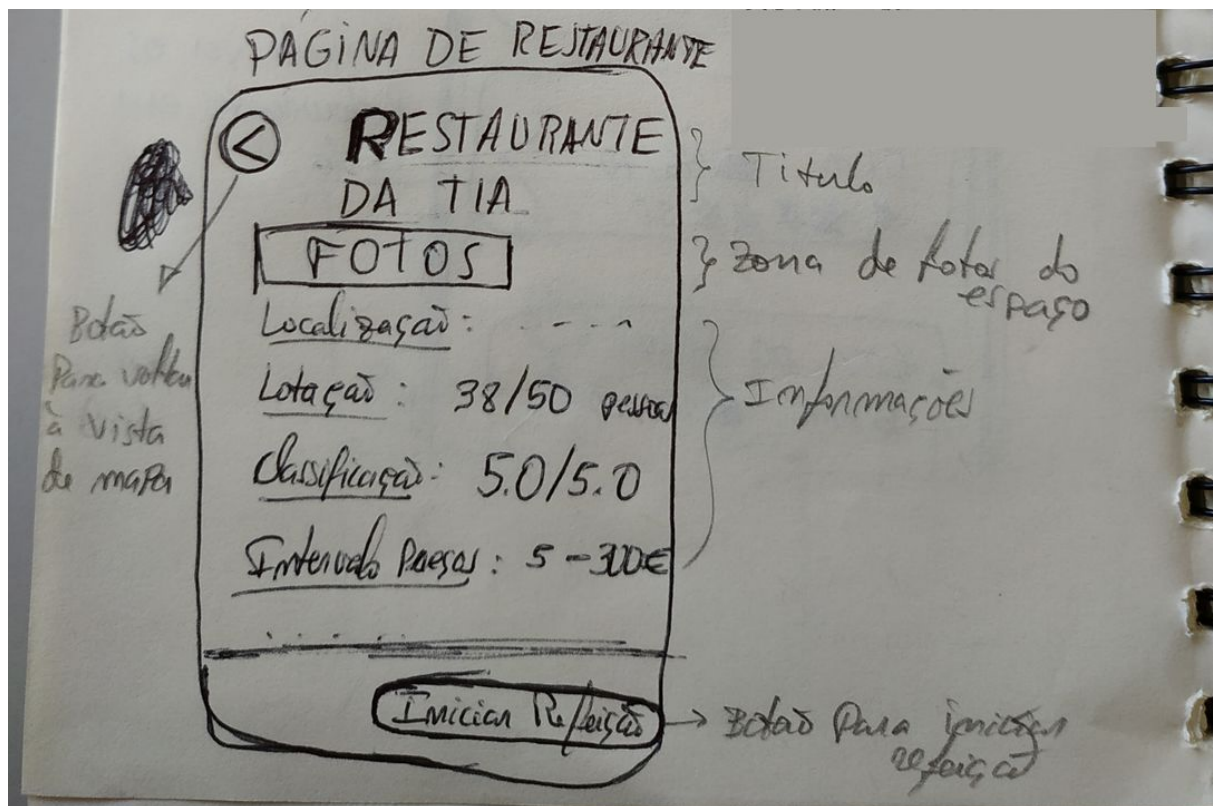 PÁGINA DE RESTAURANTE
<
RESTAURANTE
DA TIA
Título
FOTOS
Zona de fotos do
espaço
Botão
Para voltar
à vista
de mapa
Localização: - - - -
Lotação: 38/50 pessoas
Informações
Classificação: 5.0/5.0
Intervalo Preços: 5-300€
Iniciar Refeição
Botão Para iniciar
refeição